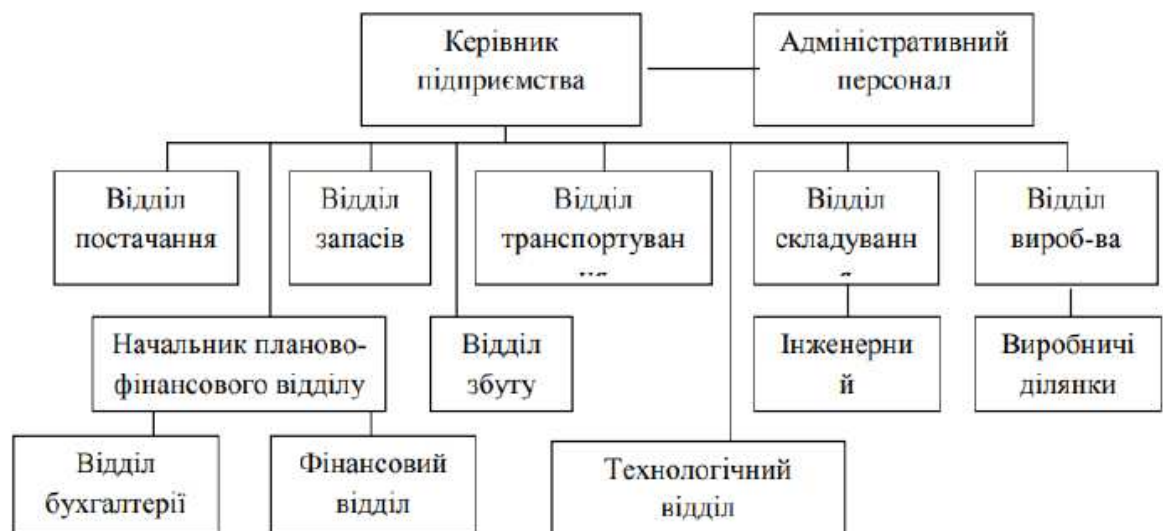 Керівник
підприємства
Адміністративний
персонал
Відділ
постачання
Відділ
запасів
Відділ
транспортуван
Відділ
складуванн
Відділ
вироб-ва
Начальник планово-
фінансового відділу
Відділ
збуту
Інженерни
й
Виробничі
ділянки
Відділ
бухгалтерії
Фінансовий
відділ
Технологічний
відділ